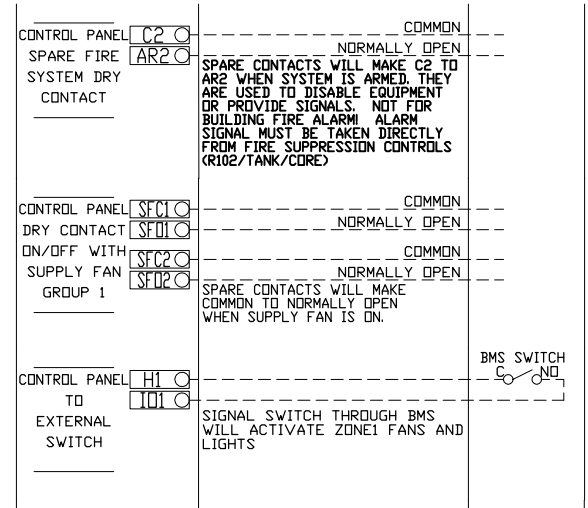 CONTROL PANEL C2 COMMON
SPARE FIRE AR2 NORMALLY OPEN
SYSTEM DRY
CONTACT
SPARE CONTACTS WILL MAKE C2 TO
AR2 WHEN SYSTEM IS ARMED. THEY
ARE USED TO DISABLE EQUIPMENT
OR PROVIDE SIGNALS. NOT FOR
BUILDING FIRE ALARM! ALARM
SIGNAL MUST BE TAKEN DIRECTLY
FROM FIRE SUPPRESSION CONTROLS
(R102/TANK/CORE)
CONTROL PANEL SFC1 COMMON
DRY CONTACT SFO1 NORMALLY OPEN
ON/OFF WITH SFC2 COMMON
SUPPLY FAN SFO2 NORMALLY OPEN
GROUP 1
SPARE CONTACTS WILL MAKE
COMMON TO NORMALLY OPEN
WHEN SUPPLY FAN IS ON.
BMS SWITCH
C NO
CONTROL PANEL H1
TO IO1
EXTERNAL
SWITCH
SIGNAL SWITCH THROUGH BMS
WILL ACTIVATE ZONE1 FANS AND
LIGHTS